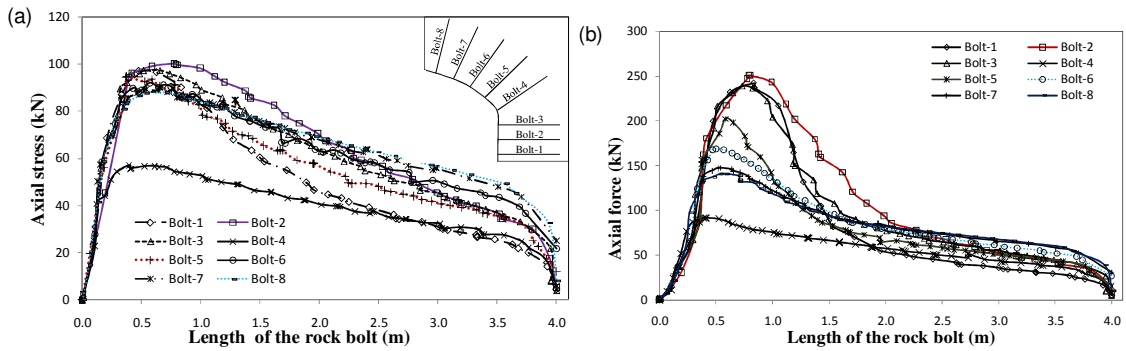 (a)
120
100
80
60
40
20
0
Axial stress (kN)
0.0 0.5 1.0 1.5 2.0 2.5 3.0 3.5 4.0
Length of the rock bolt (m)
Bolt-1 Bolt-2
Bolt-3 Bolt-4
Bolt-5 Bolt-6
Bolt-7 Bolt-8
Bolt-8
Bolt-7
Bolt-6
Bolt-5
Bolt-4
Bolt-3
Bolt-2
Bolt-1
(b)
300
250
200
150
100
50
0
Axial force (kN)
0.0 0.5 1.0 1.5 2.0 2.5 3.0 3.5 4.0
Length of the rock bolt (m)
Bolt-1 Bolt-2
Bolt-3 Bolt-4
Bolt-5 Bolt-6
Bolt-7 Bolt-8